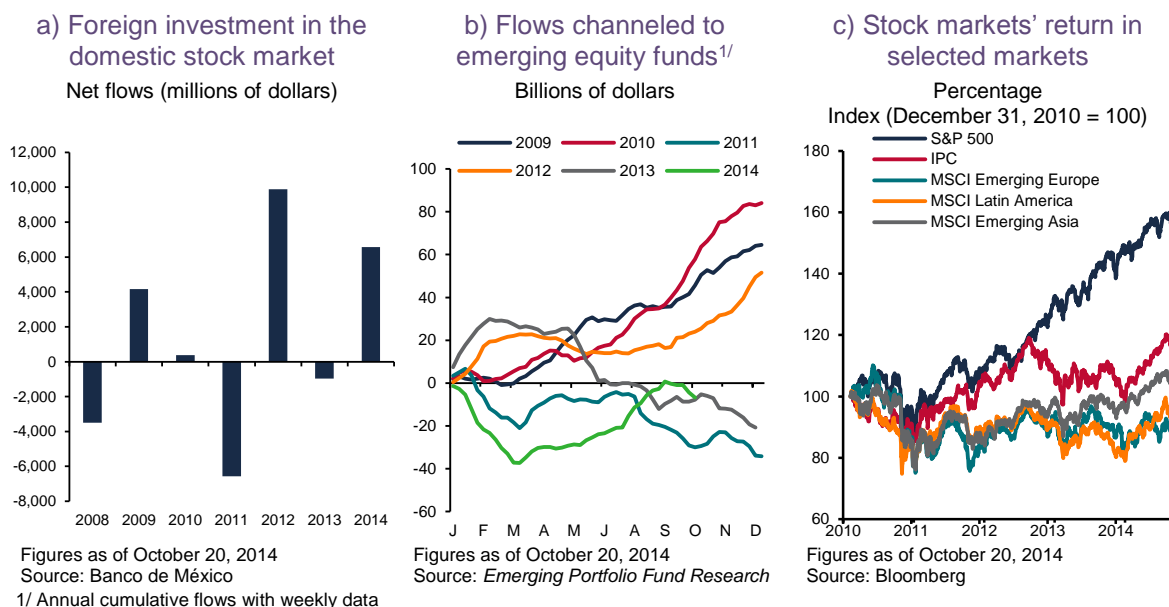 a) Foreign investment in the
domestic stock market
Net flows (millions of dollars)
12,000
10,000
8,000
6,000
4,000
2,000
0
-2,000
-4,000
-6,000
-8,000
2008 2009 2010 2011 2012 2013 2014
Figures as of October 20, 2014
Source: Banco de México
1/ Annual cumulative flows with weekly data
b) Flows channeled to
emerging equity funds1/
Billions of dollars
2009 2010 2011
2012 2013 2014
100
80
60
40
20
0
-20
-40
-60
J F M A M J J A S O N D
Figures as of October 20, 2014
Source: Emerging Portfolio Fund Research
c) Stock markets’ return in
selected markets
Percentage
Index (December 31, 2010 = 100)
S&P 500
IPC
MSCI Emerging Europe
MSCI Latin America
MSCI Emerging Asia
180
160
140
120
100
80
60
2010 2011 2012 2013 2014
Figures as of October 20, 2014
Source: Bloomberg